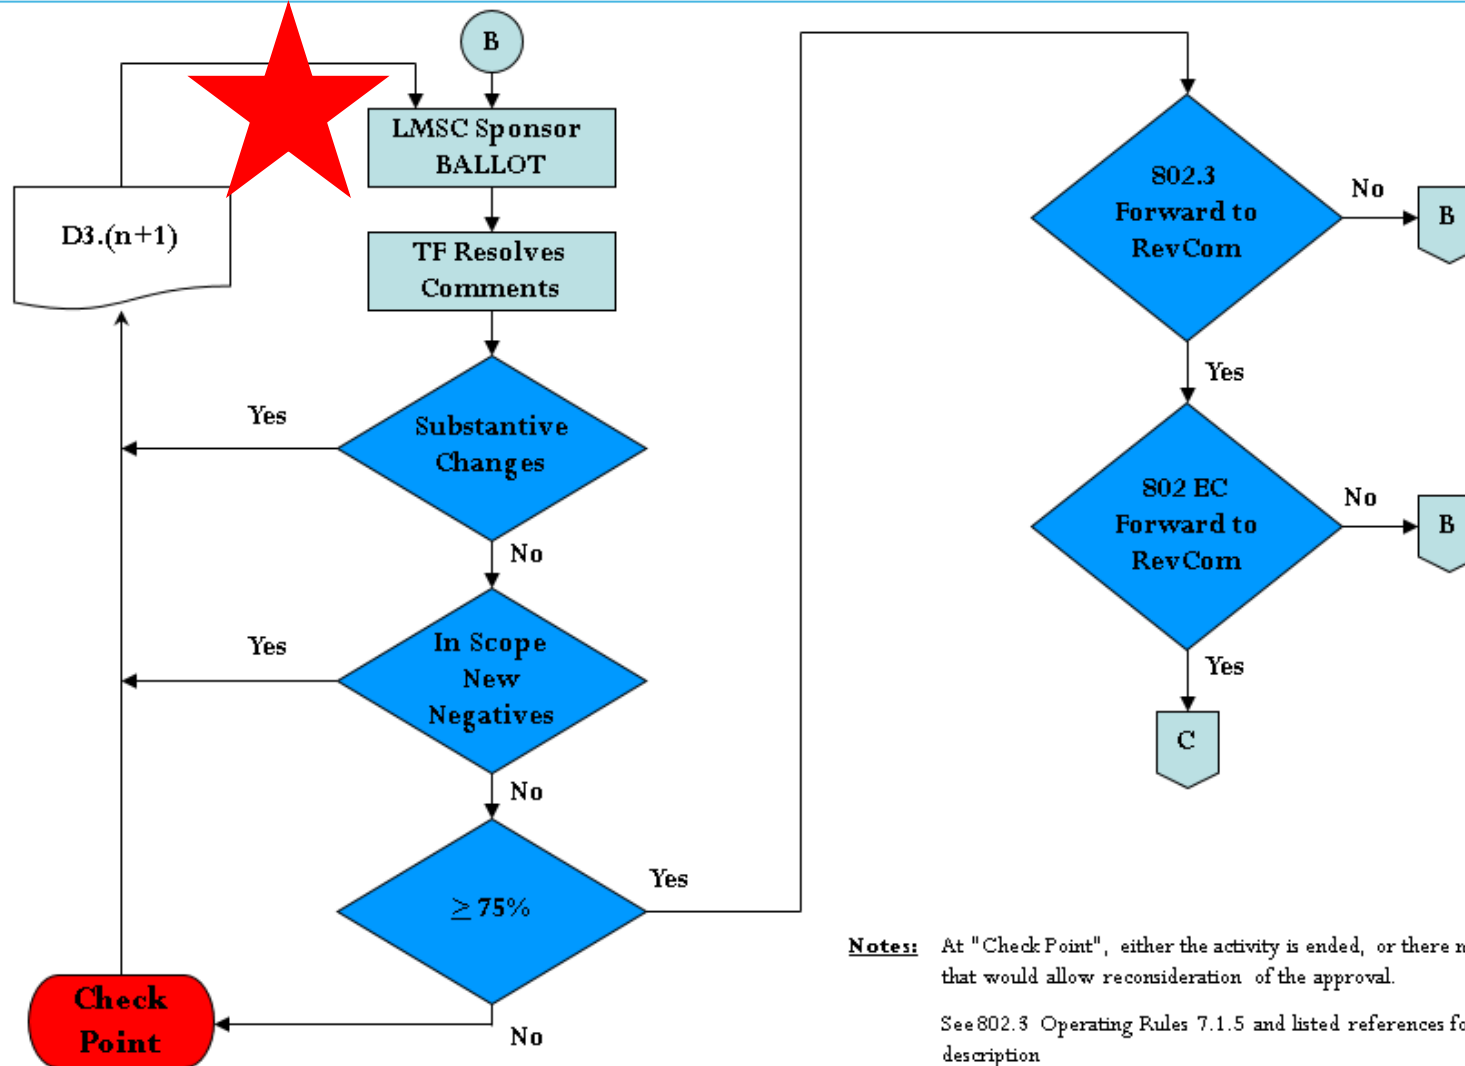 B
LMSC Sponsor
BALLOT
D3.(n+1)
TF Resolves
Comments
Yes
Substantive
Changes
No
Yes
In Scope
New
Negatives
No
Yes
≥ 75%
Check
Point
No
802.3
Forward to
RevCom
No
B
Yes
802 EC
Forward to
RevCom
No
B
Yes
C
Notes: At "Check Point", either the activity is ended, or there
that would allow reconsideration of the approval.
See 802.3 Operating Rules 7.1.5 and listed references
description